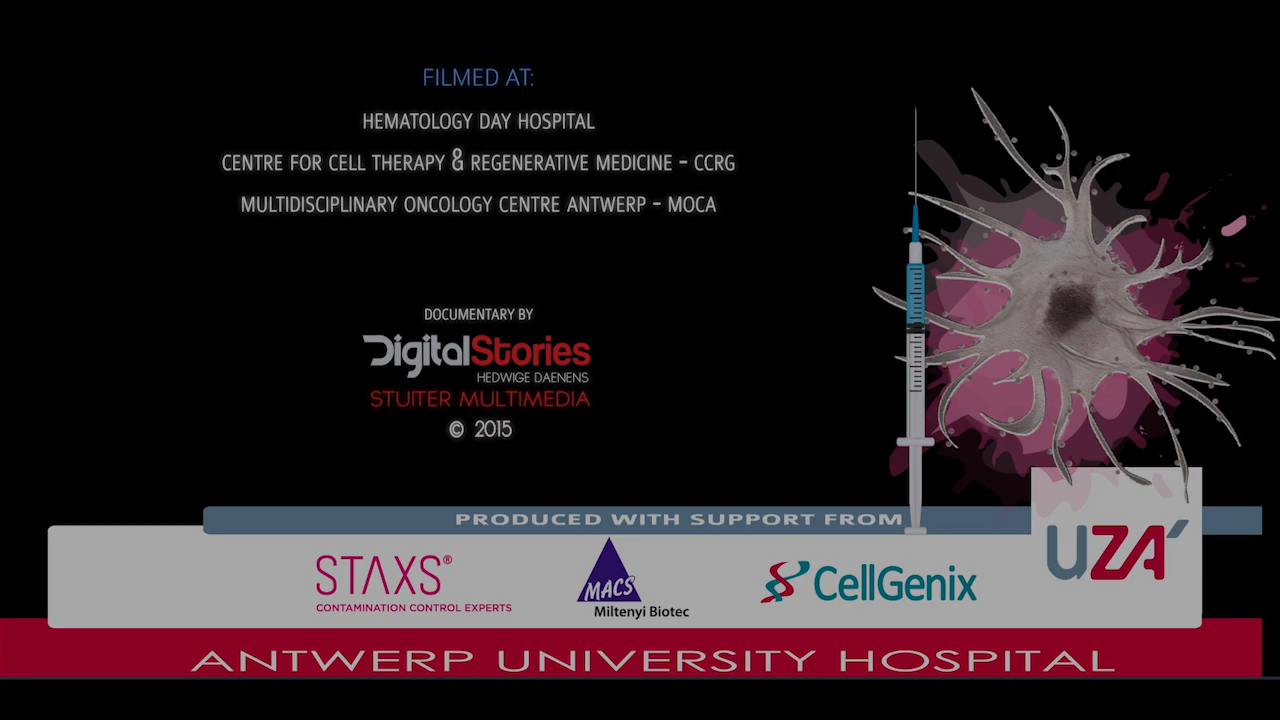 FILMED AT:
HEMATOLOGY DAY HOSPITAL
CENTRE FOR CELL THERAPY & REGENERATIVE MEDICINE - CCRG
MULTIDISCIPLINARY ONCOLOGY CENTRE ANTWERP - MOCA
DOCUMENTARY BY
DigitalStories
HEDWIGE DAENENS
STUITER MULTIMEDIA
© 2015
PRODUCED WITH SUPPORT FROM
STAXS®
CONTAMINATION CONTROL EXPERTS
MACS
Miltenyi Biotec
CellGenix
UZA
ANTWERP UNIVERSITY HOSPITAL